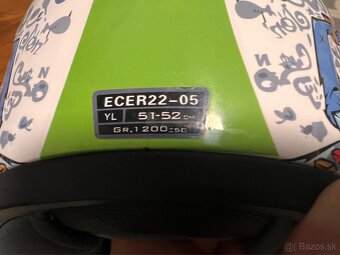 ECER22-05
YL 51-52 CM
GR.1200±50
© Bazos.sk